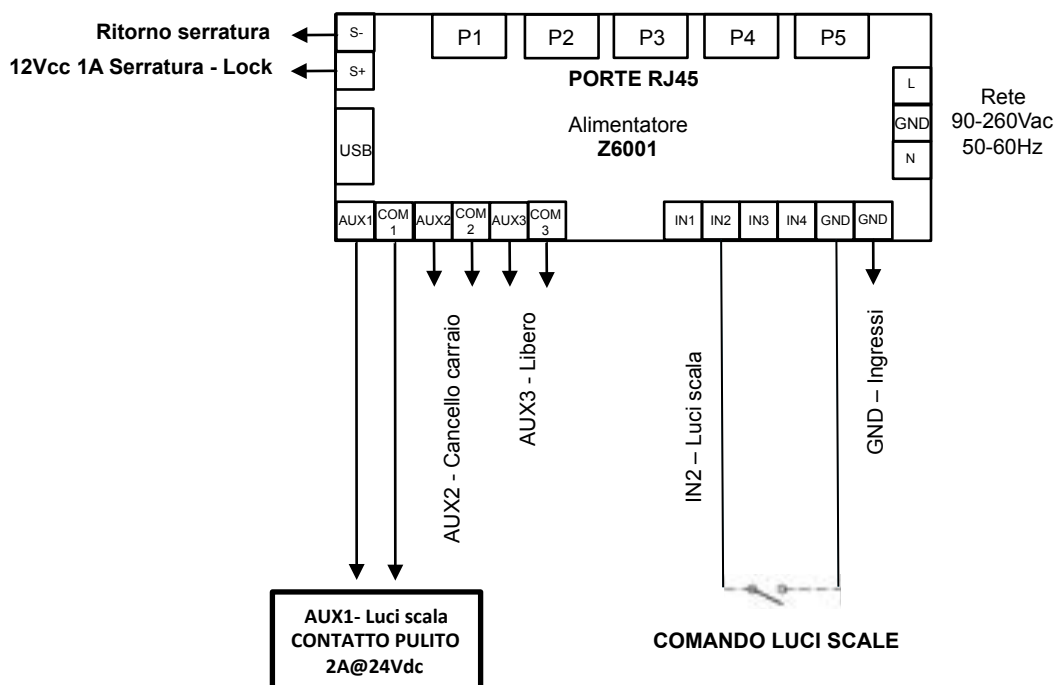 Ritorno serratura
S-
P1
P2
P3
P4
P5
12Vcc 1A Serratura - Lock
S+
PORTE RJ45
L
Rete
90-260Vac
50-60Hz
GND
N
USB
Alimentatore
Z6001
AUX1
COM
1
AUX2
COM
2
AUX3
COM
3
IN1
IN2
IN3
IN4
GND
GND
AUX2 - Cancello carraio
AUX3 - Libero
IN2 – Luci scala
GND – Ingressi
AUX1- Luci scala
CONTATTO PULITO
2A@24Vdc
COMANDO LUCI SCALE